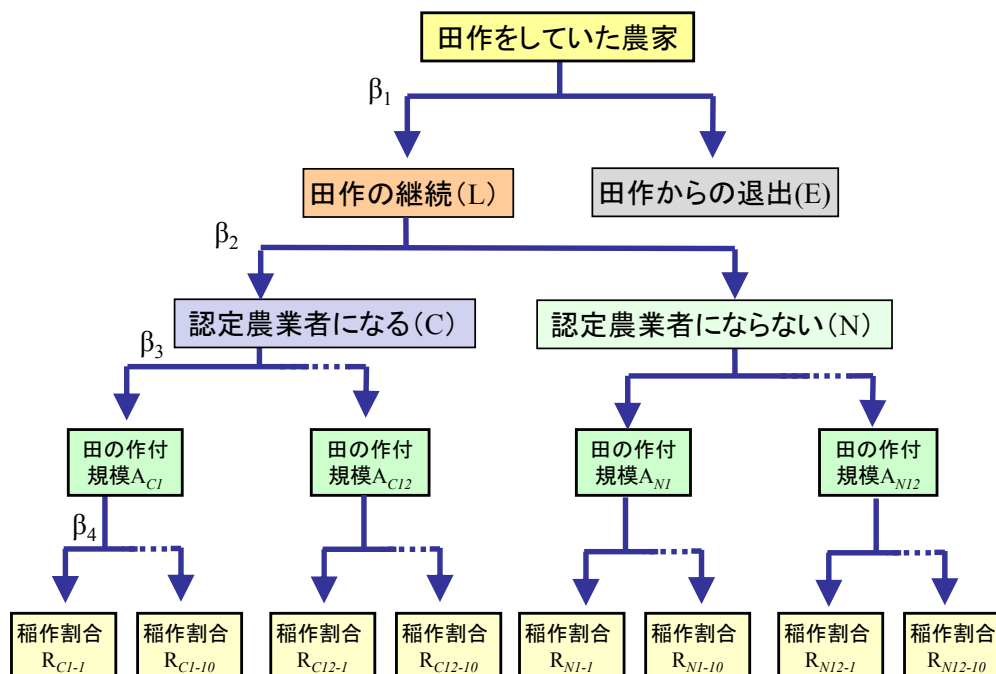 田作をしていた農家
β1
田作の継続(L)
田作からの退出(E)
β2
認定農業者になる(C)
認定農業者にならない(N)
β3
田の作付
規模AC1
田の作付
規模AC12
田の作付
規模AN1
田の作付
規模AN12
β4
稲作割合
RC1-1
稲作割合
RC1-10
稲作割合
RC12-1
稲作割合
RC12-10
稲作割合
RN1-1
稲作割合
RN1-10
稲作割合
RN12-1
稲作割合
RN12-10